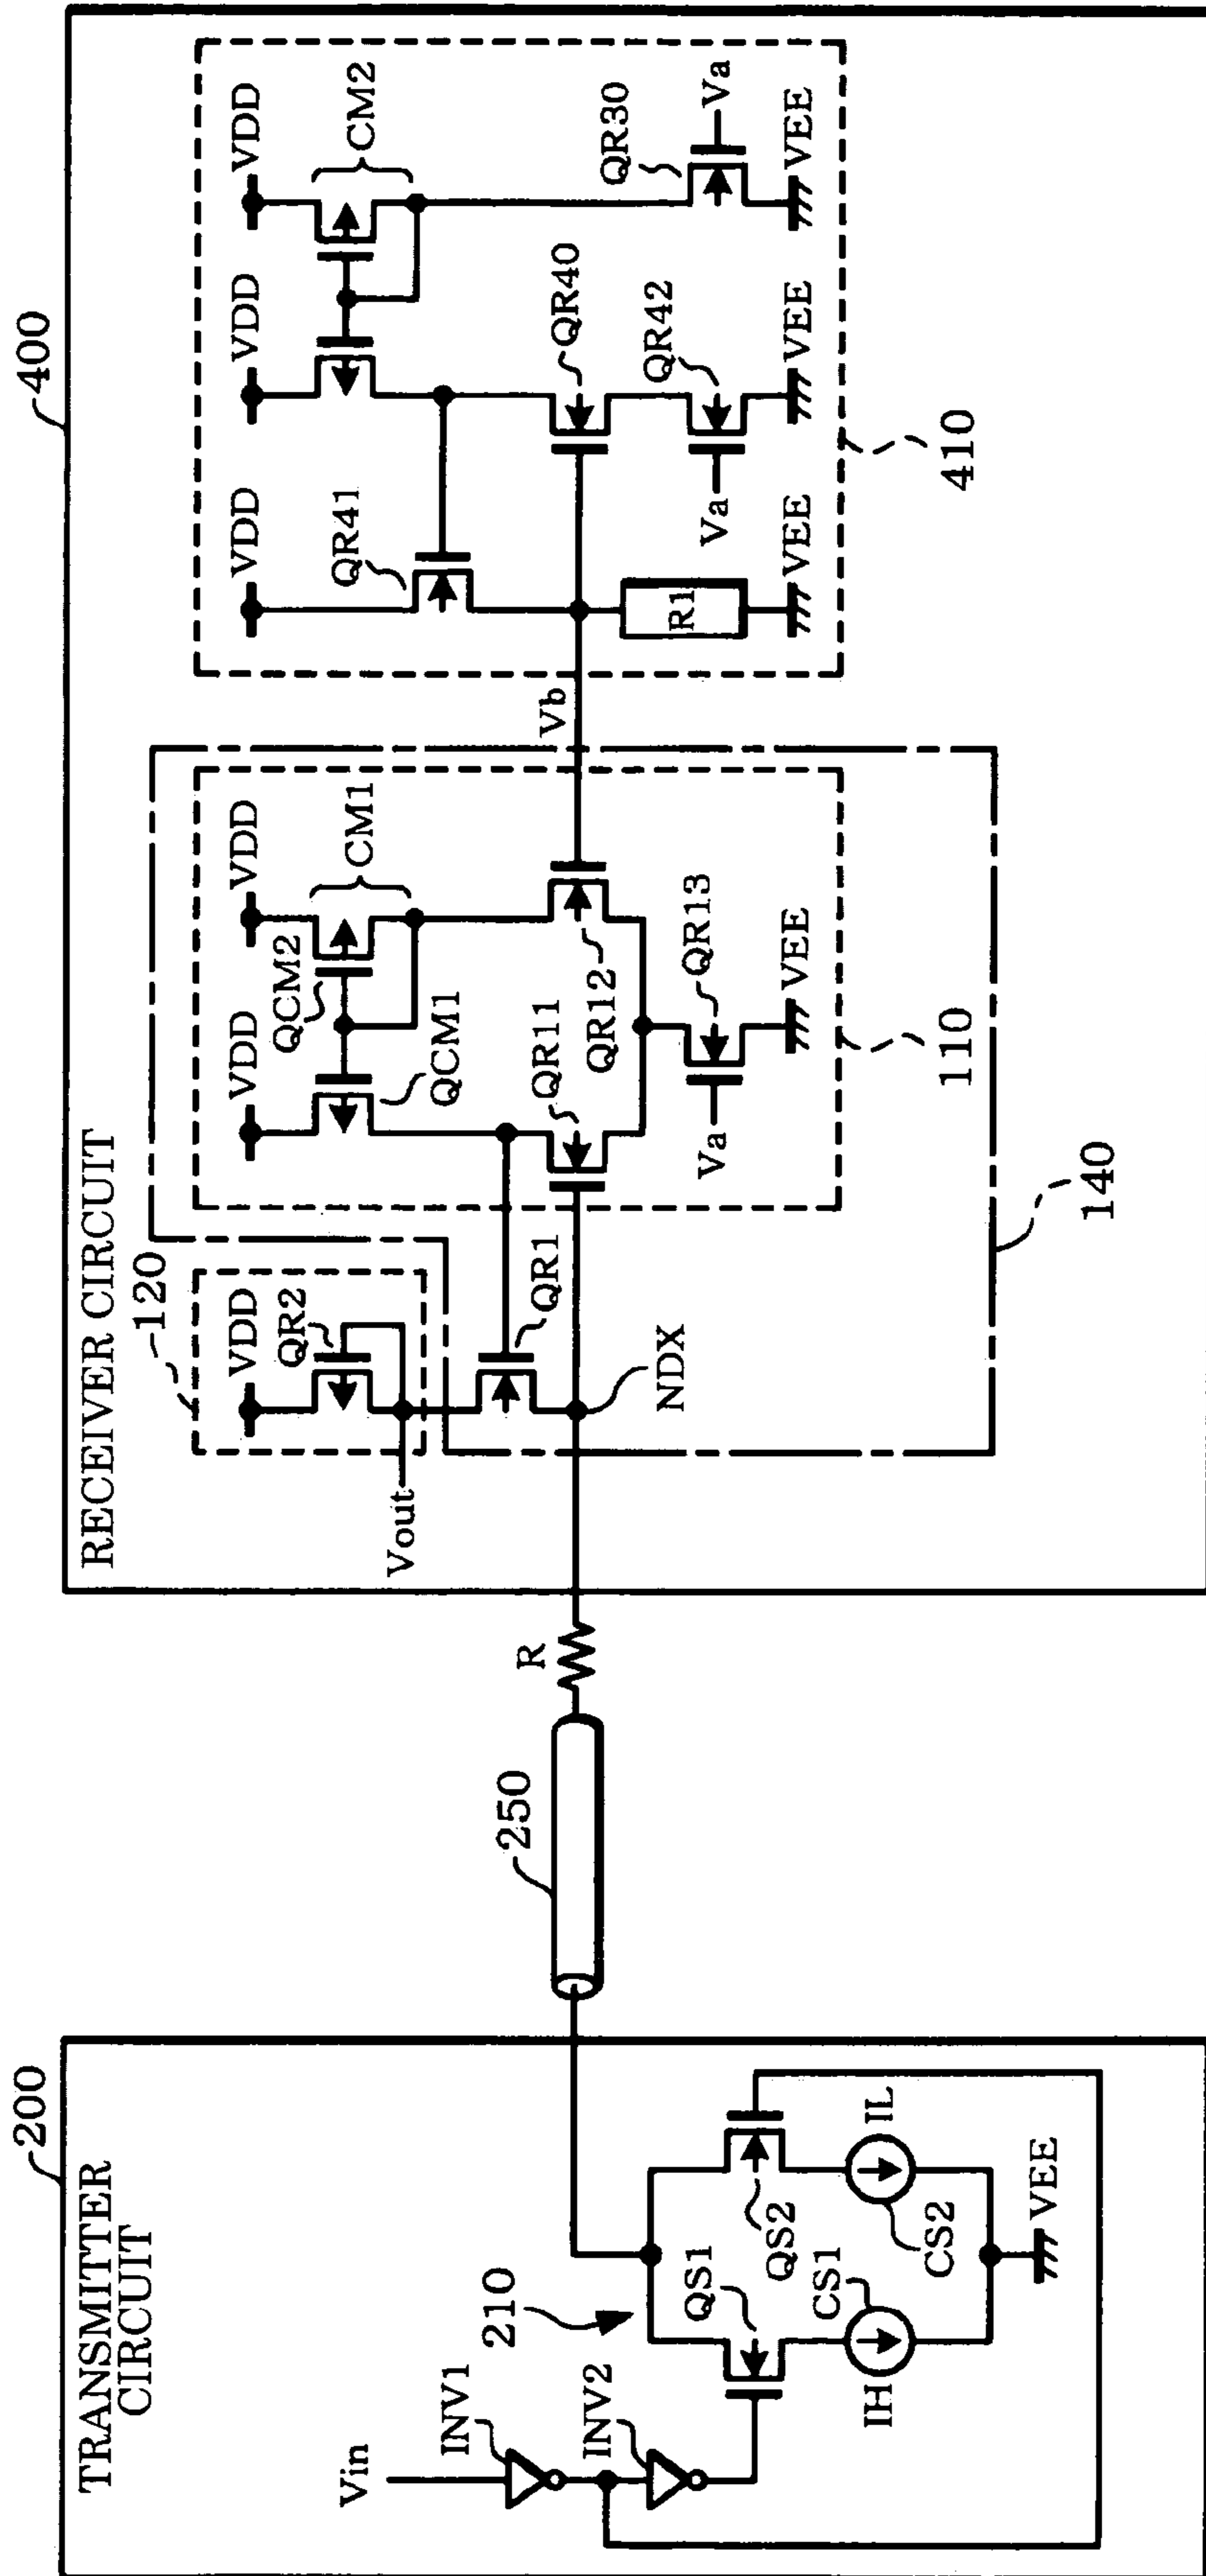 200
TRANSMITTER
CIRCUIT
Vin
INV1
INV2
210
QS1
QS2
IH
CS1
CS2
IL
VEE
250
R
400
RECEIVER CIRCUIT
120
VDD
QR2
Vout
QR1
NDX
VDD
VDD
QCM2
CM1
QCM1
QR11
QR12
QR13
Va
VEE
110
140
Vb
VDD
VDD
VDD
CM2
QR41
QR40
QR30
Va
QR42
Va
R1
VEE
VEE
VEE
410